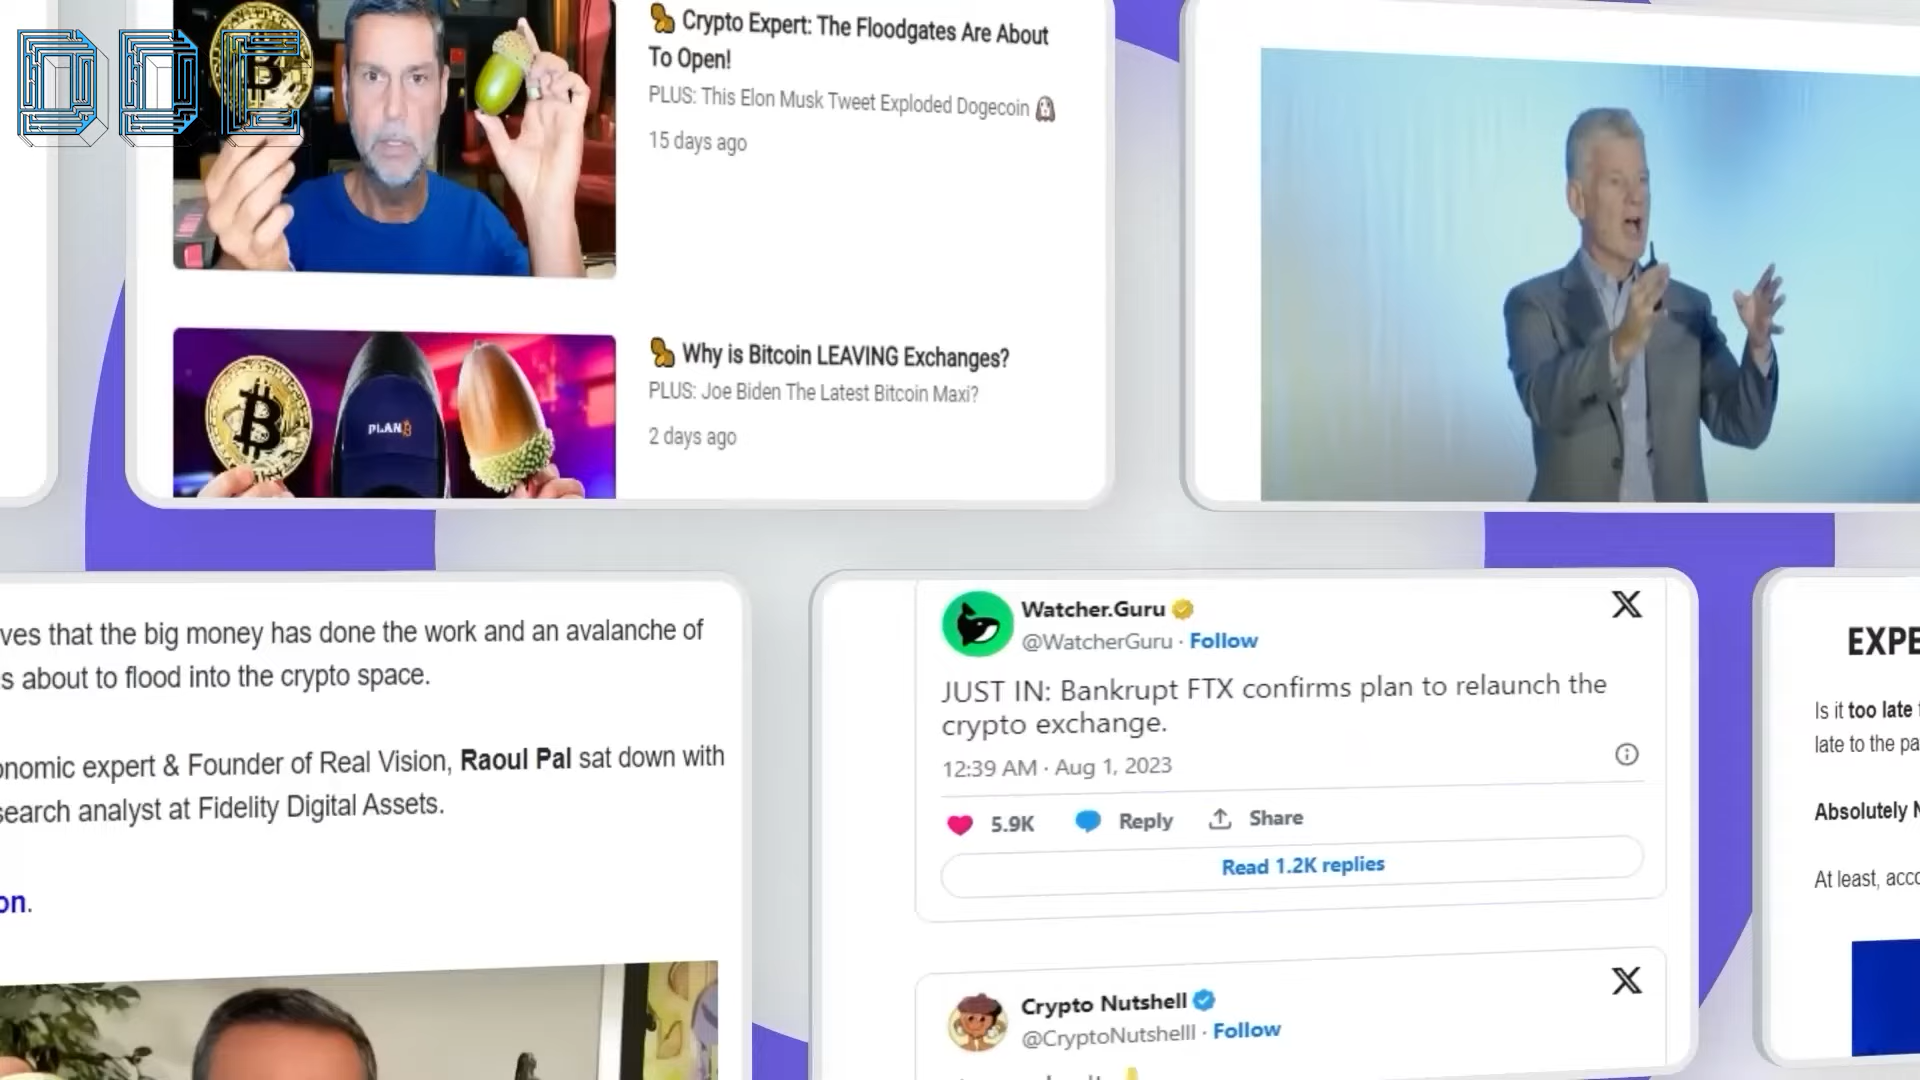 DDC
Crypto Expert: The Floodgates Are About
To Open!
PLUS: This Elon Musk Tweet Exploded Dogecoin
15 days ago
PLAN₿
Why is Bitcoin LEAVING Exchanges?
PLUS: Joe Biden The Latest Bitcoin Maxi?
2 days ago
ves that the big money has done the work and an avalanche of
s about to flood into the crypto space.
onomic expert & Founder of Real Vision, Raoul Pal sat down with
search analyst at Fidelity Digital Assets.
on.
Watcher.Guru
@WatcherGuru · Follow
JUST IN: Bankrupt FTX confirms plan to relaunch the
crypto exchange.
12:39 AM · Aug 1, 2023
5.9K Reply Share
Read 1.2K replies
Crypto Nutshell
@CryptoNutshelll · Follow
EXPE
Is it too late
late to the pa
Absolutely N
At least, acco